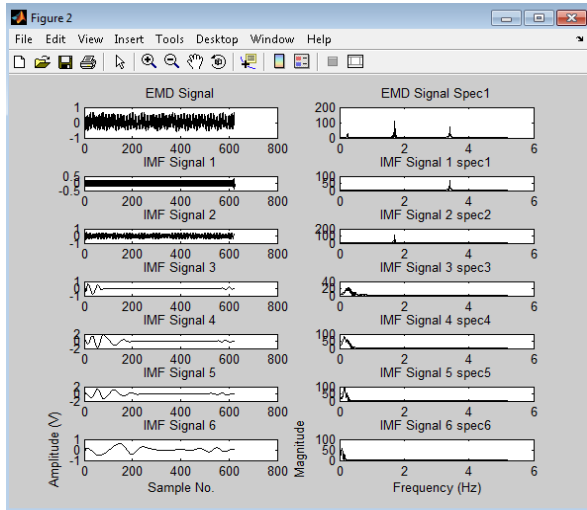 Figure 2
File Edit View Insert Tools Desktop Window Help
EMD Signal
1
0
-1
0 200 400 600 800
EMD Signal Spec1
200
100
0
0 2 4 6
IMF Signal 1
0.5
0
-0.5
0 200 400 600 800
IMF Signal 1 spec1
100
50
0
0 2 4 6
IMF Signal 2
1
0
-1
0 200 400 600 800
IMF Signal 2 spec2
200
100
0
0 2 4 6
IMF Signal 3
1
0
-1
0 200 400 600 800
IMF Signal 3 spec3
40
20
0
0 2 4 6
IMF Signal 4
2
0
-2
0 200 400 600 800
IMF Signal 4 spec4
100
50
0
0 2 4 6
IMF Signal 5
1
0
-1
0 200 400 600 800
IMF Signal 5 spec5
100
50
0
0 2 4 6
IMF Signal 6
1
0
-1
0 200 400 600 800
Amplitude (V)
Sample No.
IMF Signal 6 spec6
100
50
0
0 2 4 6
Magnitude
Frequency (Hz)